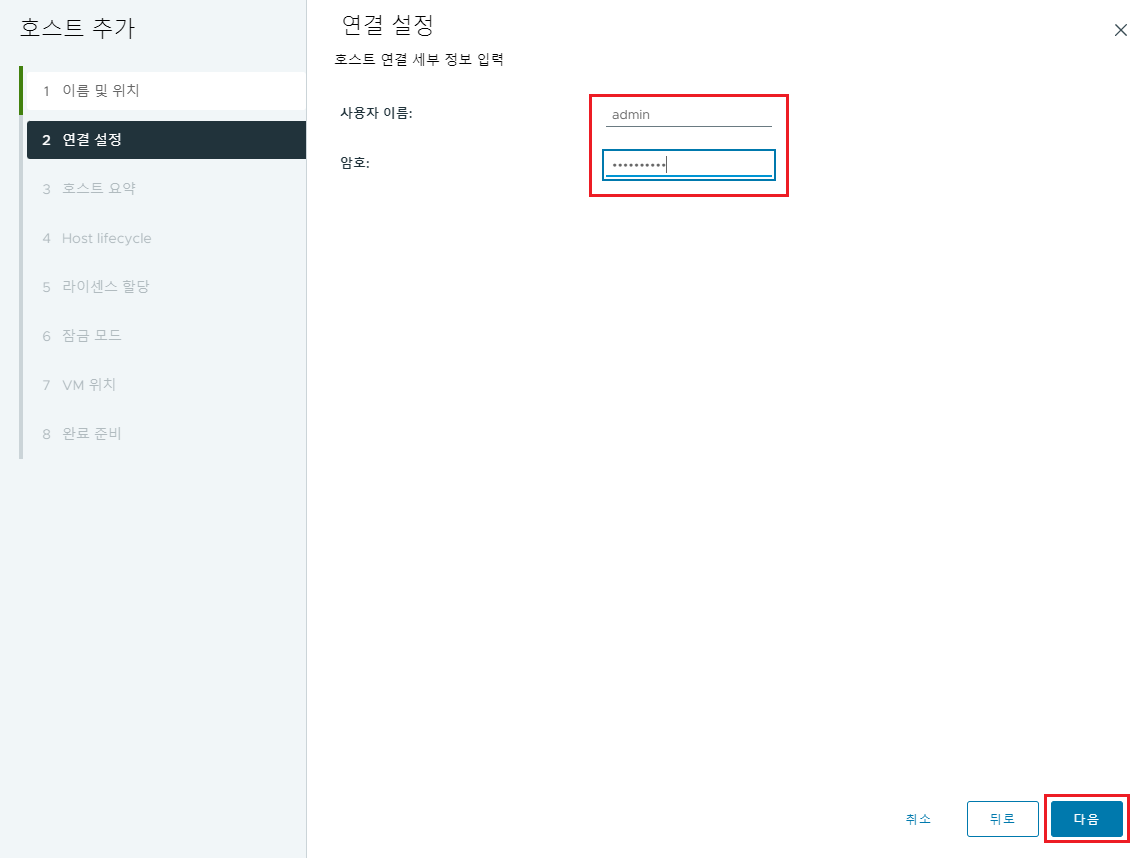 호스트 추가
1 이름 및 위치
2 연결 설정
3 호스트 요약
4 Host lifecycle
5 라이센스 할당
6 잠금 모드
7 VM 위치
8 완료 준비
연결 설정
호스트 연결 세부 정보 입력
사용자 이름: admin
암호: ••••••••••
취소 뒤로 다음